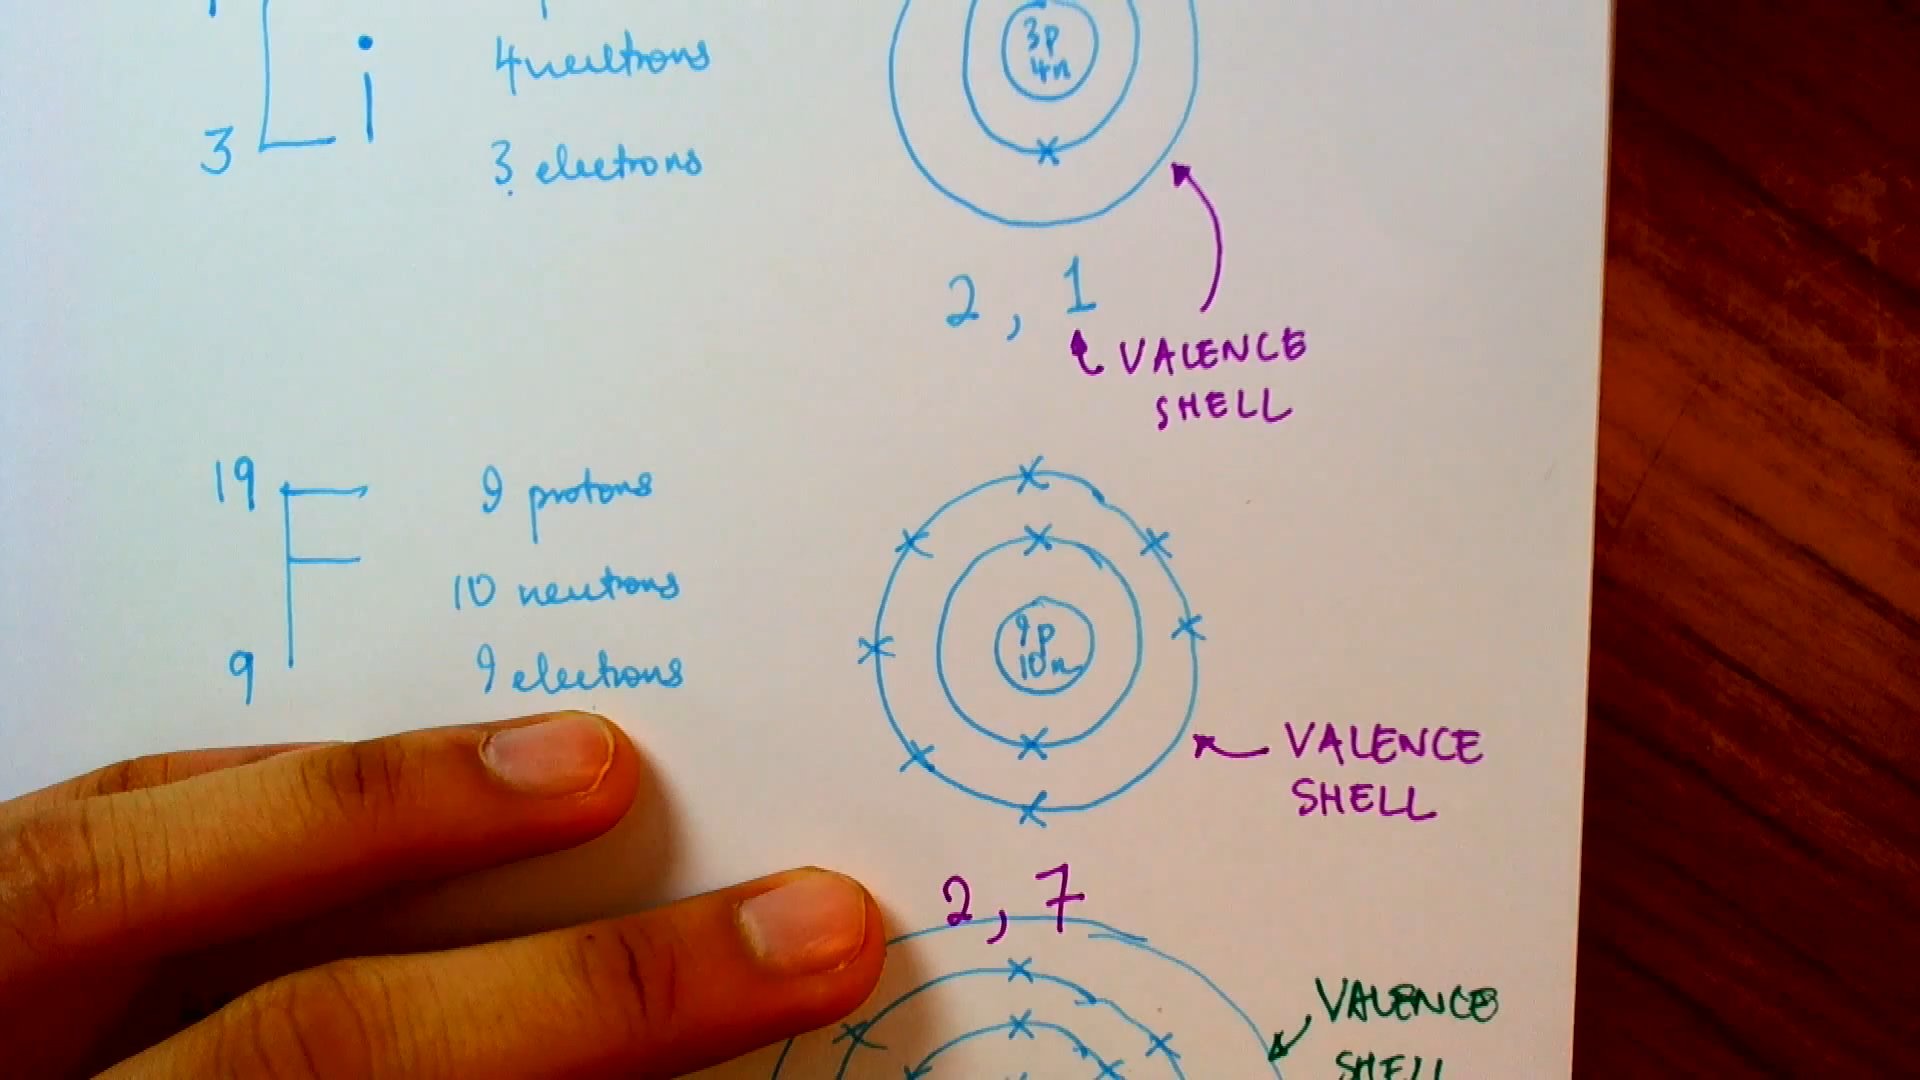 Li
4 neutrons
3
3 electrons
3p
4n
2, 1
VALENCE
SHELL
19
F
9
9 protons
10 neutrons
9 electrons
9p
10n
VALENCE
SHELL
2, 7
VALENCE
SHELL